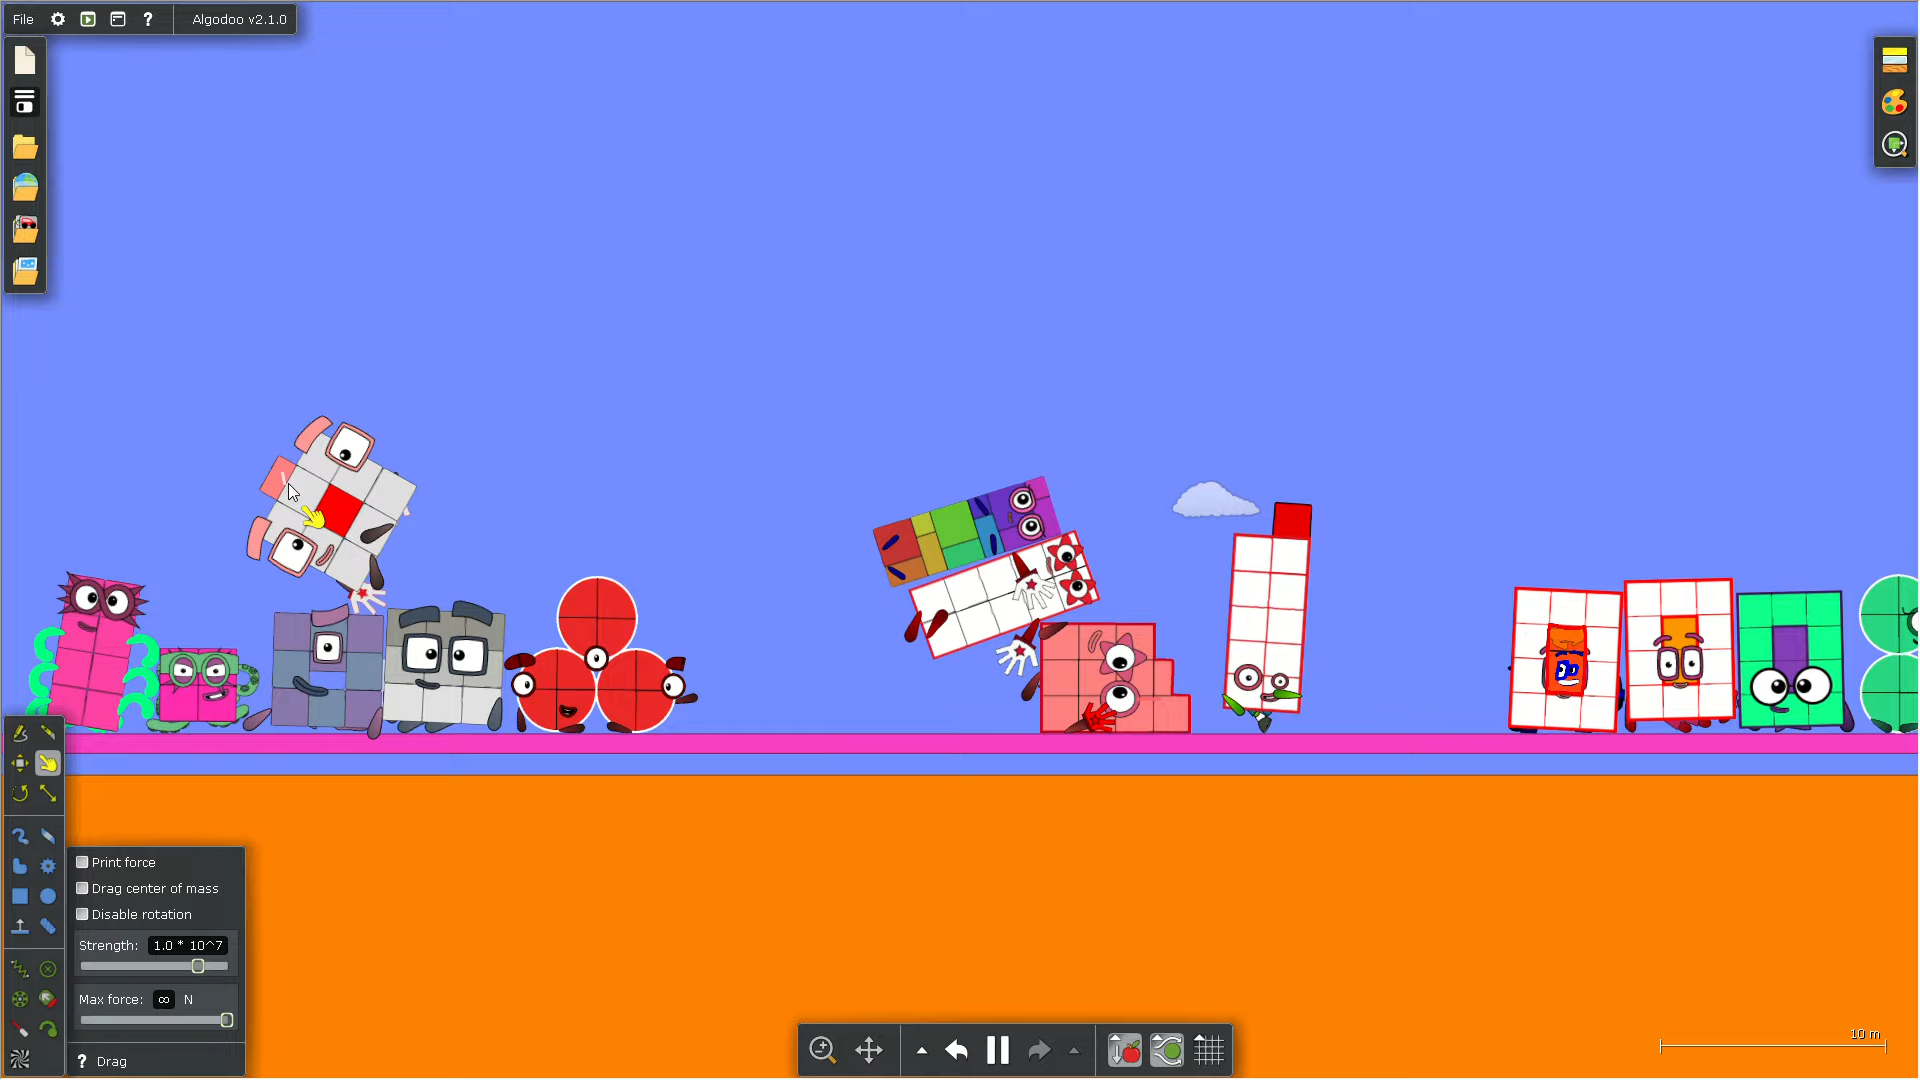 File ? Algodoo v2.1.0
Print force
Drag center of mass
Disable rotation
Strength: 1.0 * 10^7
Max force: ∞ N
? Drag
10 m